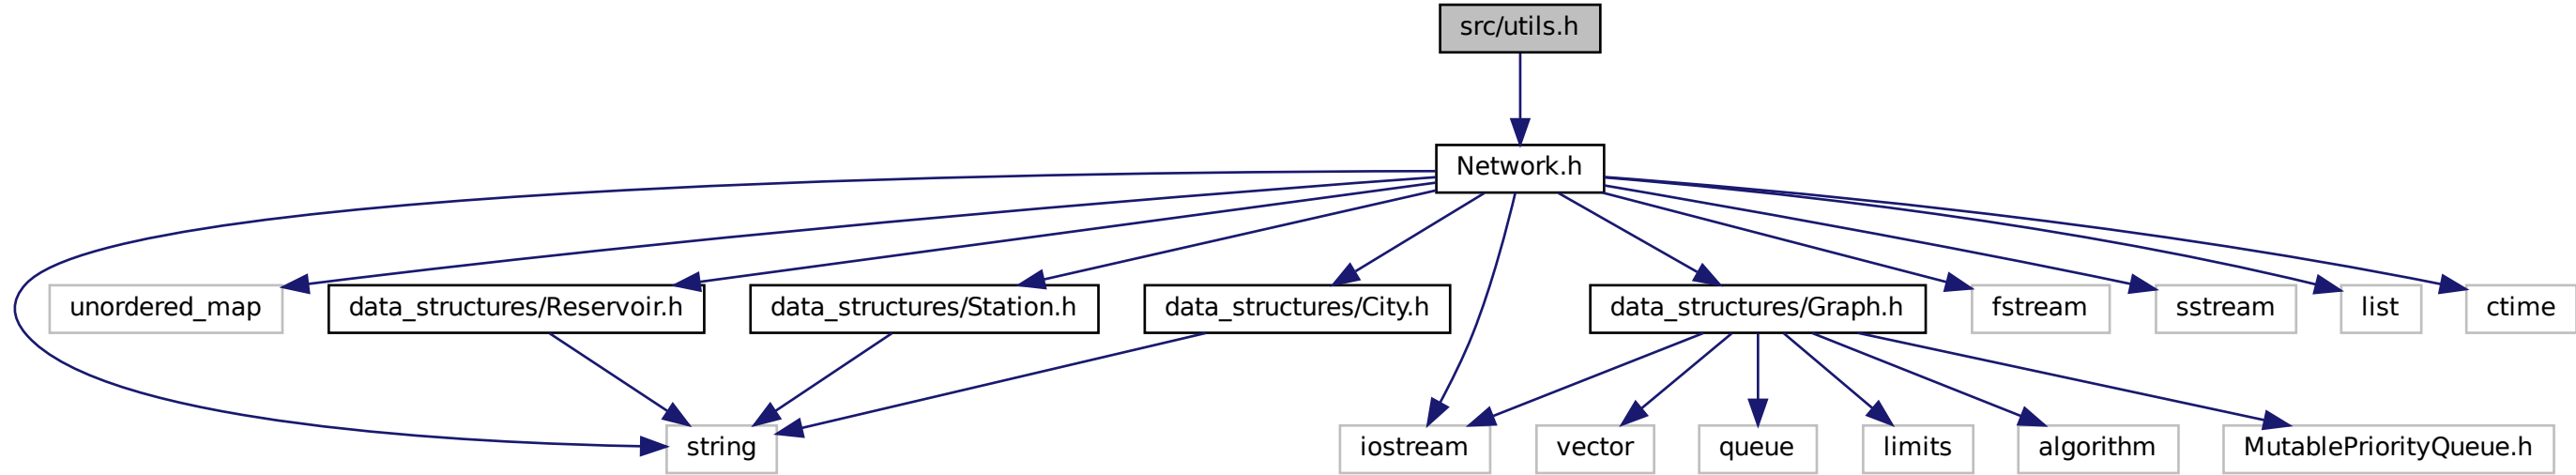 src/utils.h
Network.h
unordered_map
data_structures/Reservoir.h
data_structures/Station.h
data_structures/City.h
data_structures/Graph.h
fstream
sstream
list
ctime
string
iostream
vector
queue
limits
algorithm
MutablePriorityQueue.h